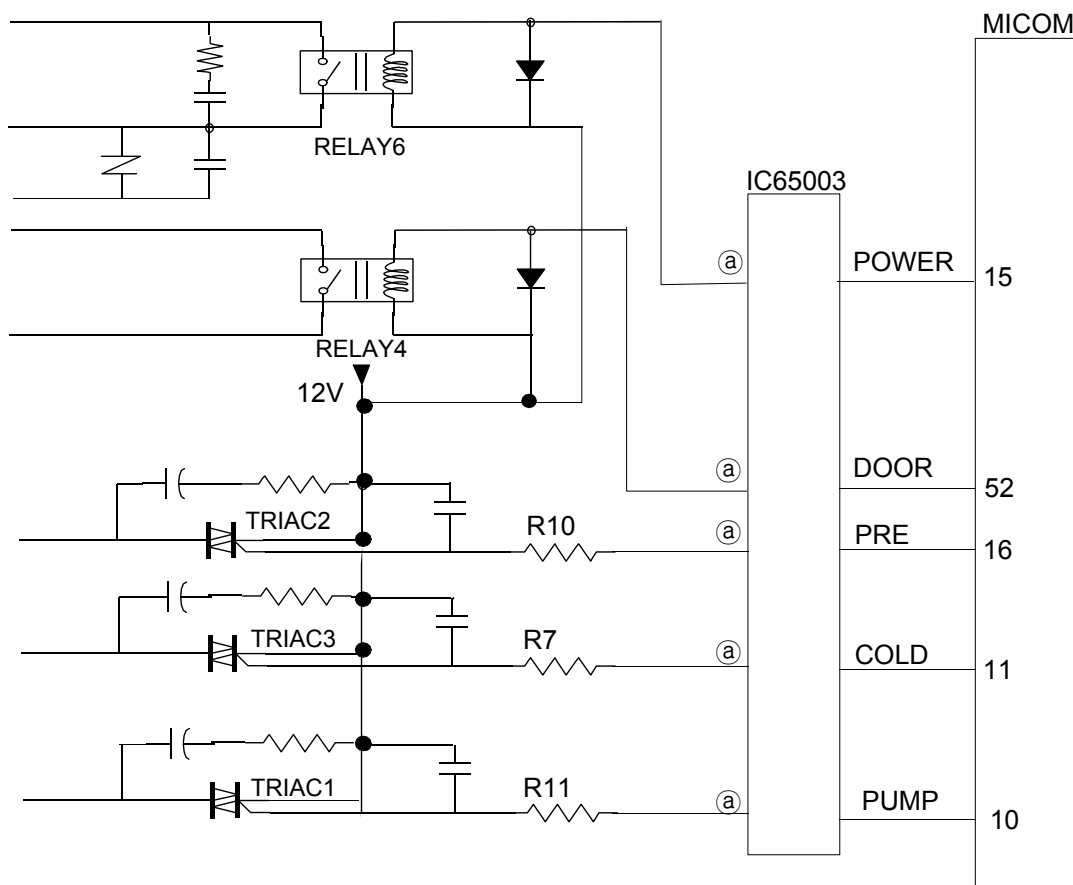 MICOM
RELAY6
IC65003
ⓐ
POWER
15
RELAY4
12V
ⓐ
DOOR
52
TRIAC2
R10
ⓐ
PRE
16
TRIAC3
R7
ⓐ
COLD
11
TRIAC1
R11
ⓐ
PUMP
10